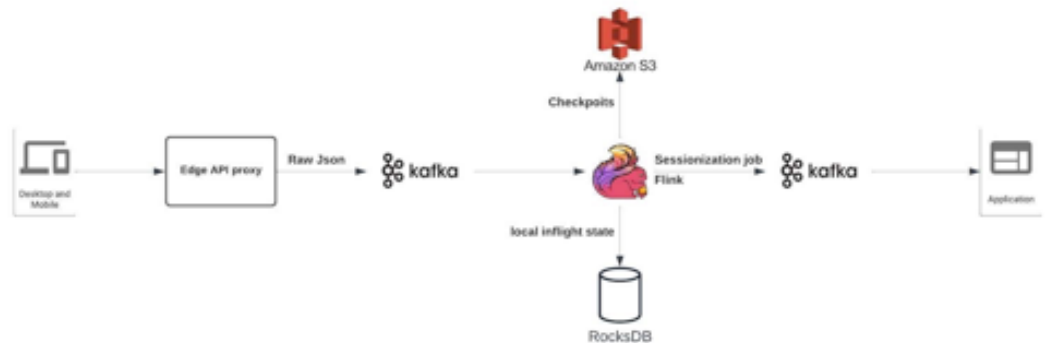 Amazon S3
Checkpoits
Desktop and
Mobile
Edge API proxy
Raw Json
kafka
Sessionization job
Flink
kafka
Application
local inflight state
RocksDB